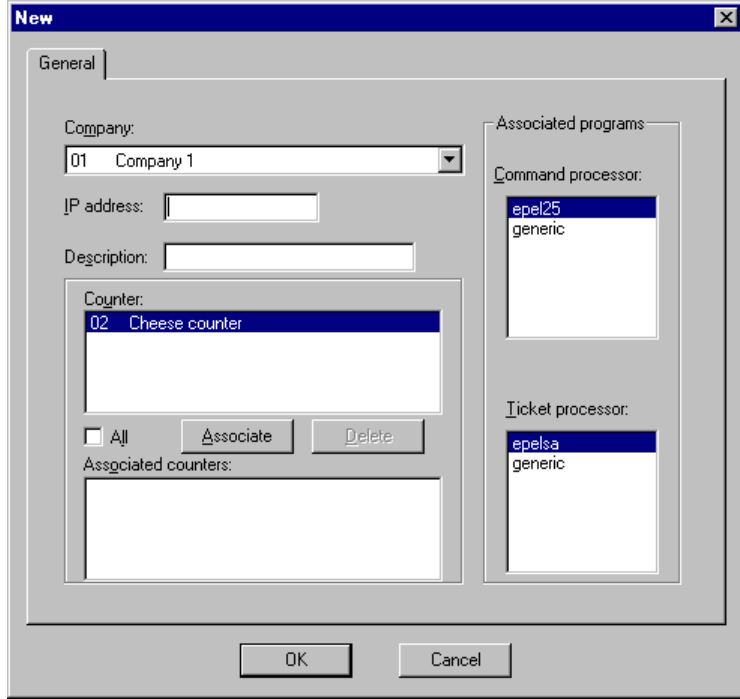 New
General
Company:
01 Company 1
IP address:
Description:
Counter:
02 Cheese counter
All
Associate
Delete
Associated counters:
Associated programs
Command processor:
epel25
generic
Ticket processor:
epelsa
generic
OK
Cancel